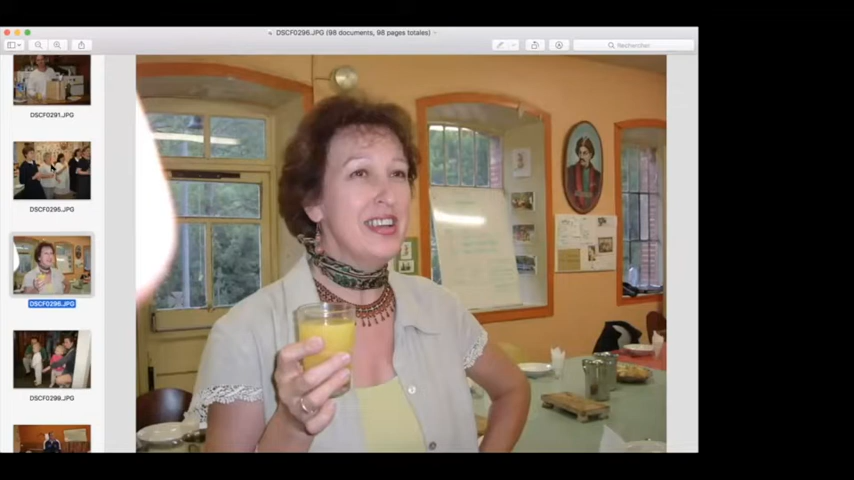 DSCF0296.JPG (98 documents, 98 pages totales)
Rechercher
DSCF0291.JPG
DSCF0295.JPG
DSCF0296.JPG
DSCF0298.JPG